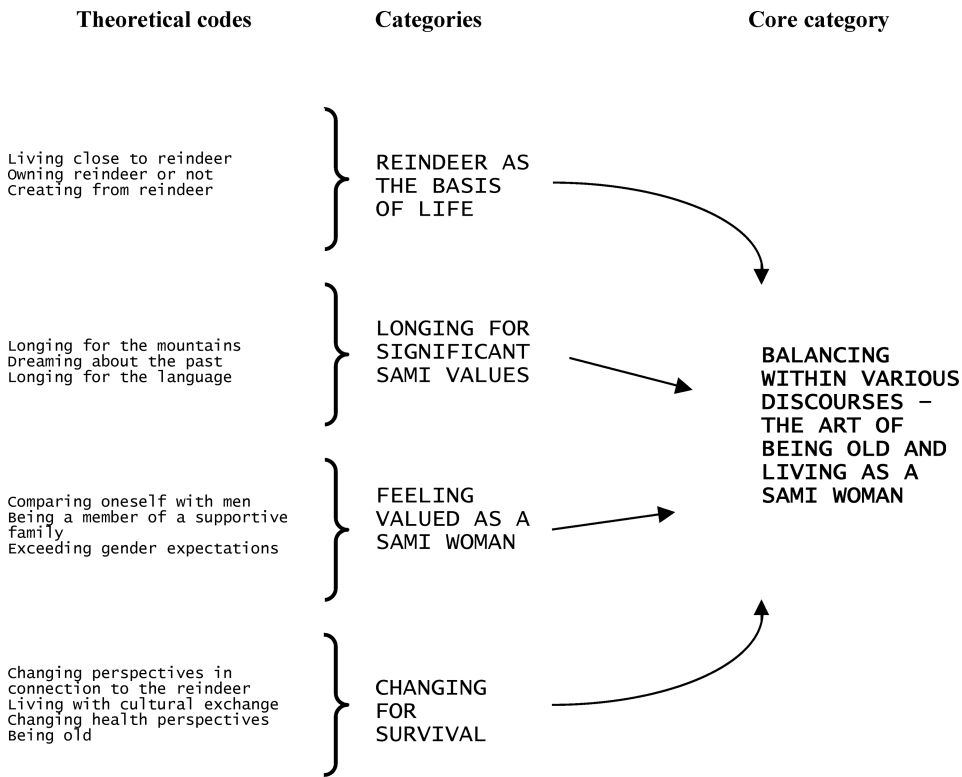 Theoretical codes
Categories
Core category
Living close to reindeer
Owning reindeer or not
Creating from reindeer
REINDEER AS
THE BASIS
OF LIFE
Longing for the mountains
Dreaming about the past
Longing for the language
LONGING FOR
SIGNIFICANT
SAMI VALUES
Comparing oneself with men
Being a member of a supportive
family
Exceeding gender expectations
FEELING
VALUED AS A
SAMI WOMAN
Changing perspectives in
connection to the reindeer
Living with cultural exchange
Changing health perspectives
Being old
CHANGING
FOR
SURVIVAL
BALANCING
WITHIN VARIOUS
DISCOURSES –
THE ART OF
BEING OLD AND
LIVING AS A
SAMI WOMAN